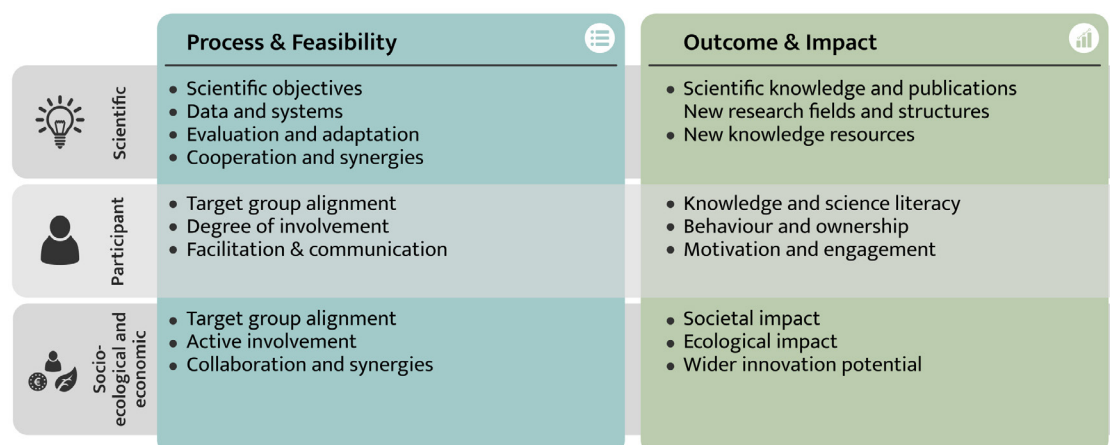 Process & Feasibility
Outcome & Impact
Scientific
• Scientific objectives
• Data and systems
• Evaluation and adaptation
• Cooperation and synergies
• Scientific knowledge and publications
New research fields and structures
• New knowledge resources
Participant
• Target group alignment
• Degree of involvement
• Facilitation & communication
• Knowledge and science literacy
• Behaviour and ownership
• Motivation and engagement
Socio-
ecological and
economic
• Target group alignment
• Active involvement
• Collaboration and synergies
• Societal impact
• Ecological impact
• Wider innovation potential